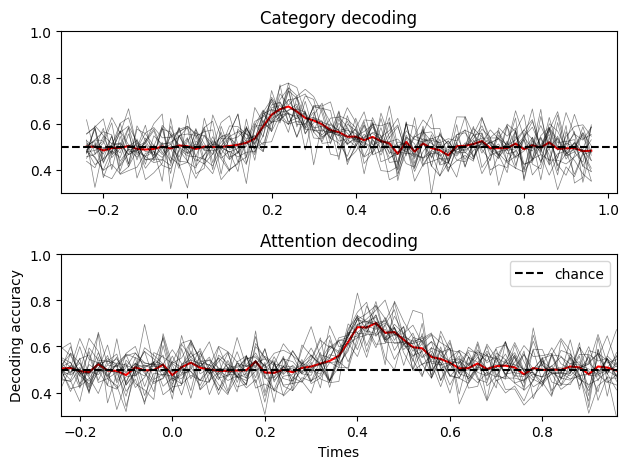 Category decoding
1.0
0.8
0.6
0.4
−0.2 0.0 0.2 0.4 0.6 0.8 1.0
Attention decoding
1.0
0.8
0.6
0.4
Decoding accuracy
chance
−0.2 0.0 0.2 0.4 0.6 0.8
Times